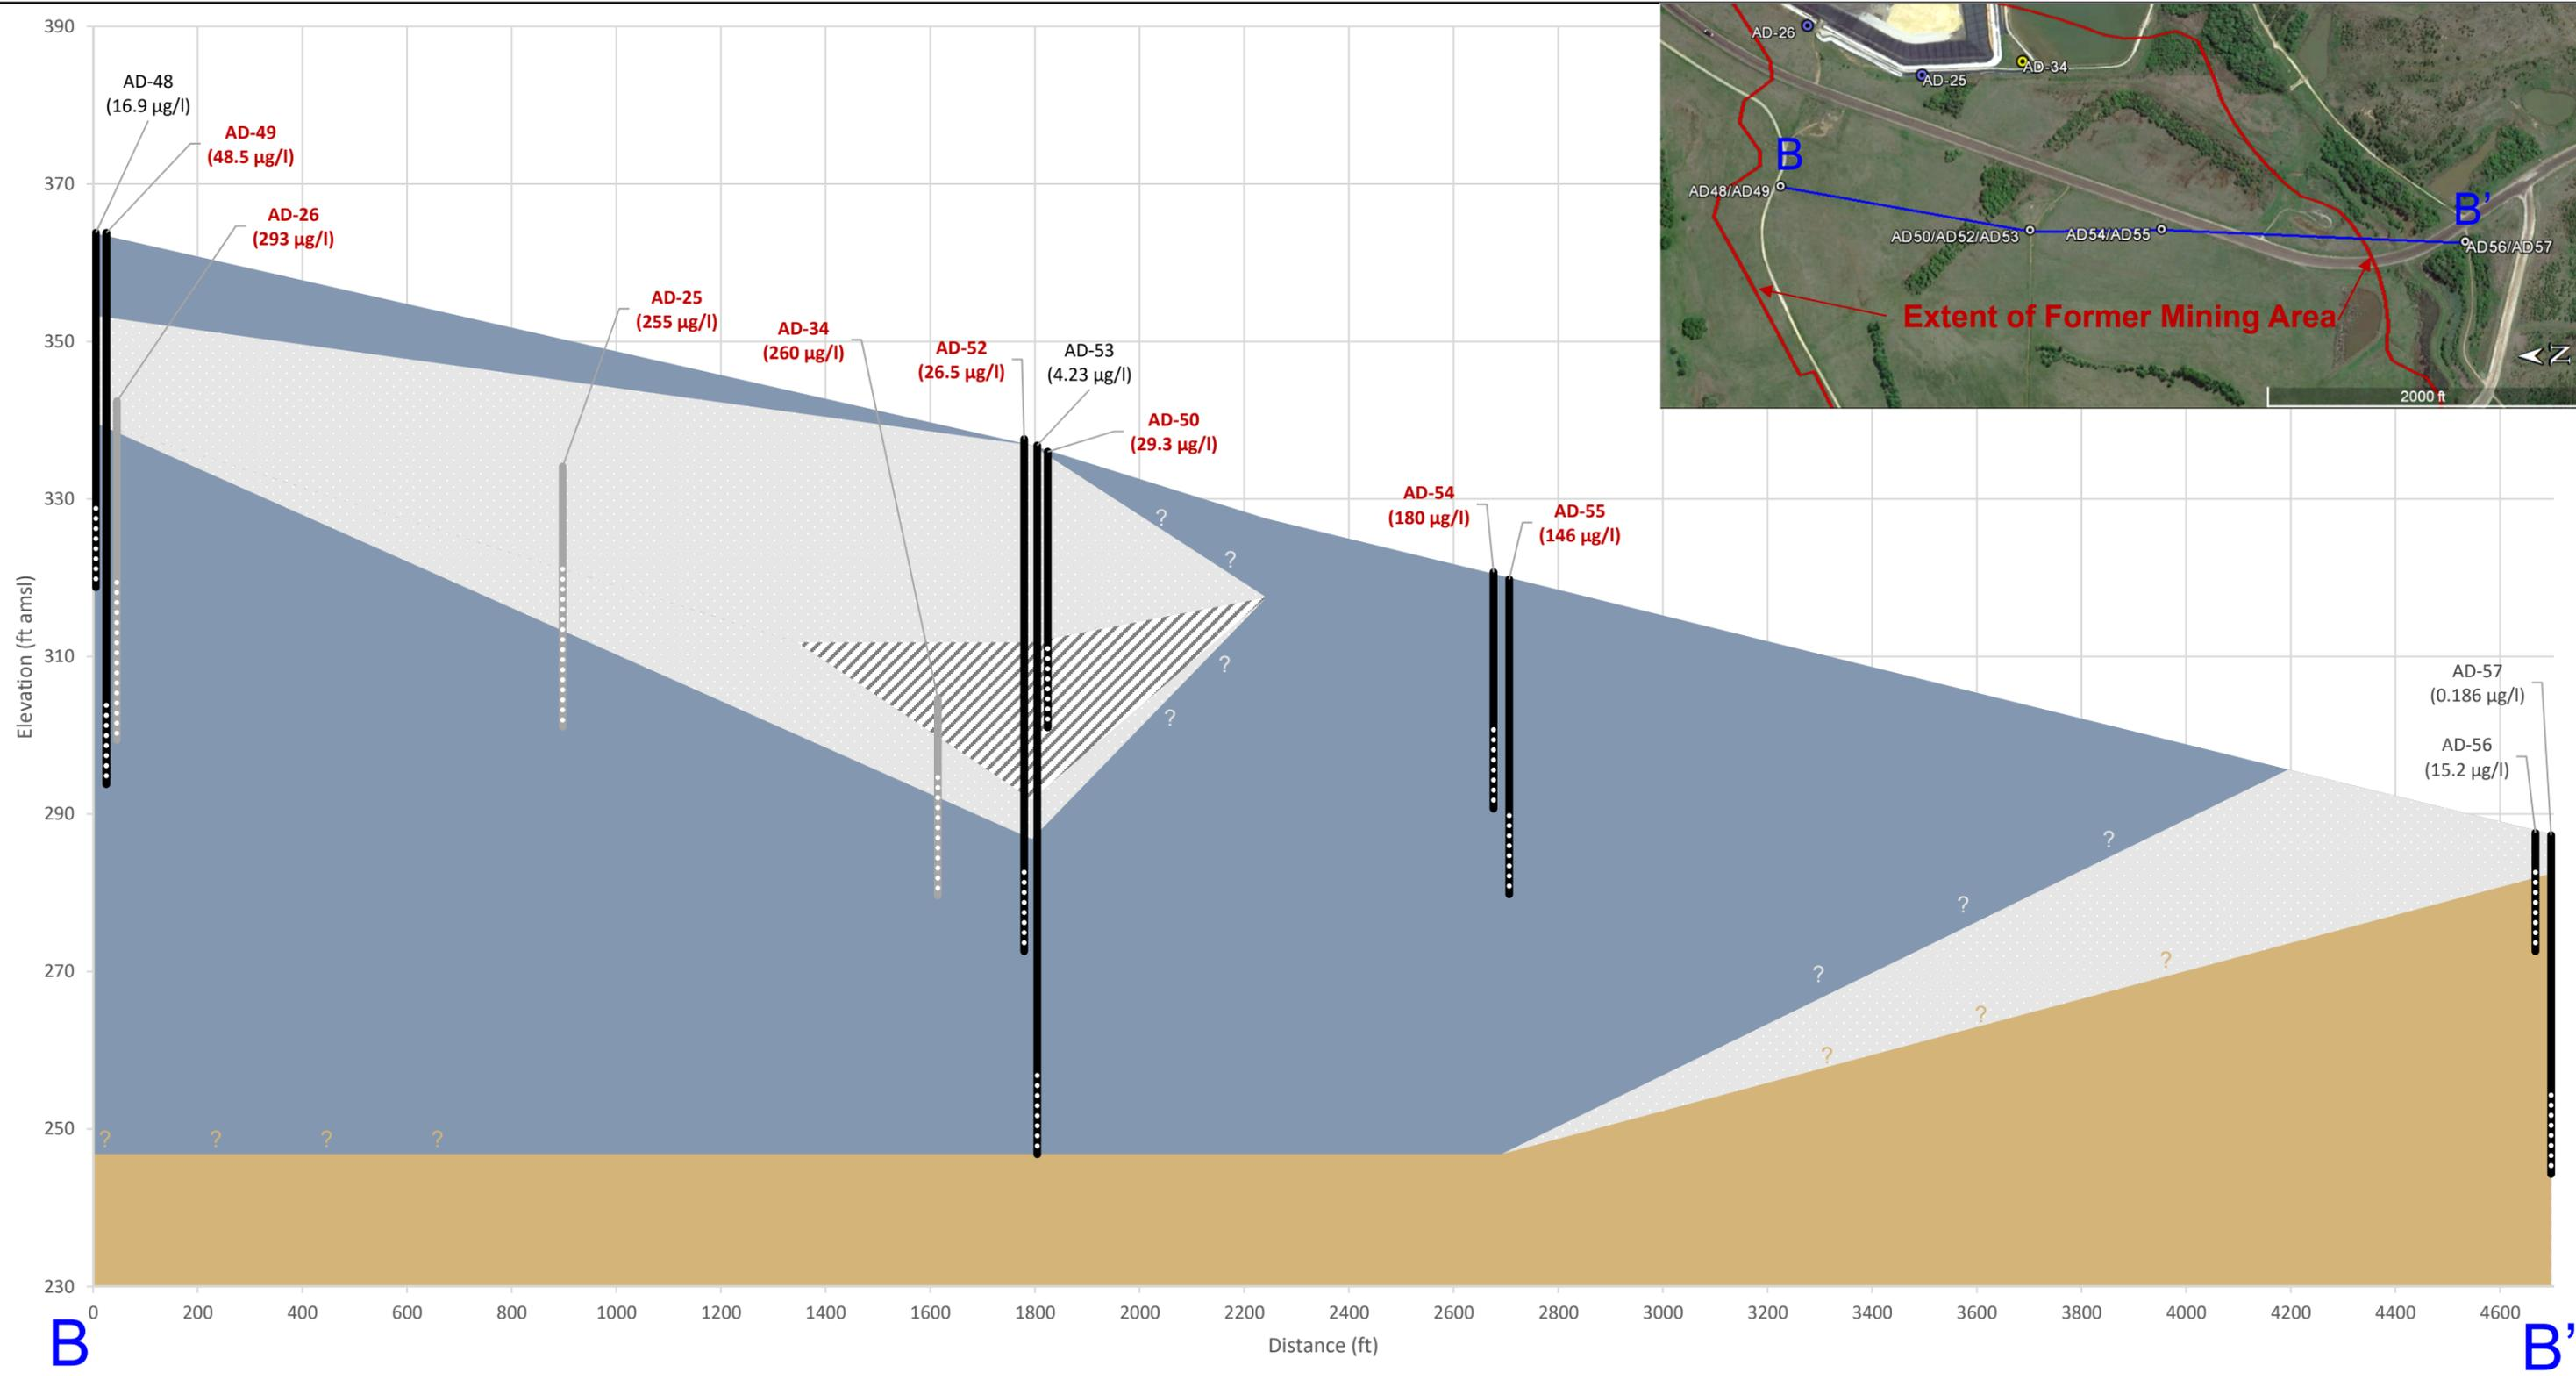 390
370
350
330
310
290
270
250
230
Elevation (ft amsl)
AD-48
(16.9 µg/l)
AD-49
(48.5 µg/l)
AD-26
(293 µg/l)
AD-25
(255 µg/l)
AD-34
(260 µg/l)
AD-52
(26.5 µg/l)
AD-53
(4.23 µg/l)
AD-50
(29.3 µg/l)
AD-54
(180 µg/l)
AD-55
(146 µg/l)
AD-57
(0.186 µg/l)
AD-56
(15.2 µg/l)
? ? ? ? ?
? ? ?
? ? ?
? ? ? ?
0 200 400 600 800 1000 1200 1400 1600 1800 2000 2200 2400 2600 2800 3000 3200 3400 3600 3800 4000 4200 4400 4600
Distance (ft)
B
B'
AD-26
AD-25
AD-34
B
B'
AD48/AD49
AD50/AD52/AD53
AD54/AD55
AD56/AD57
Extent of Former Mining Area
N
2000 ft